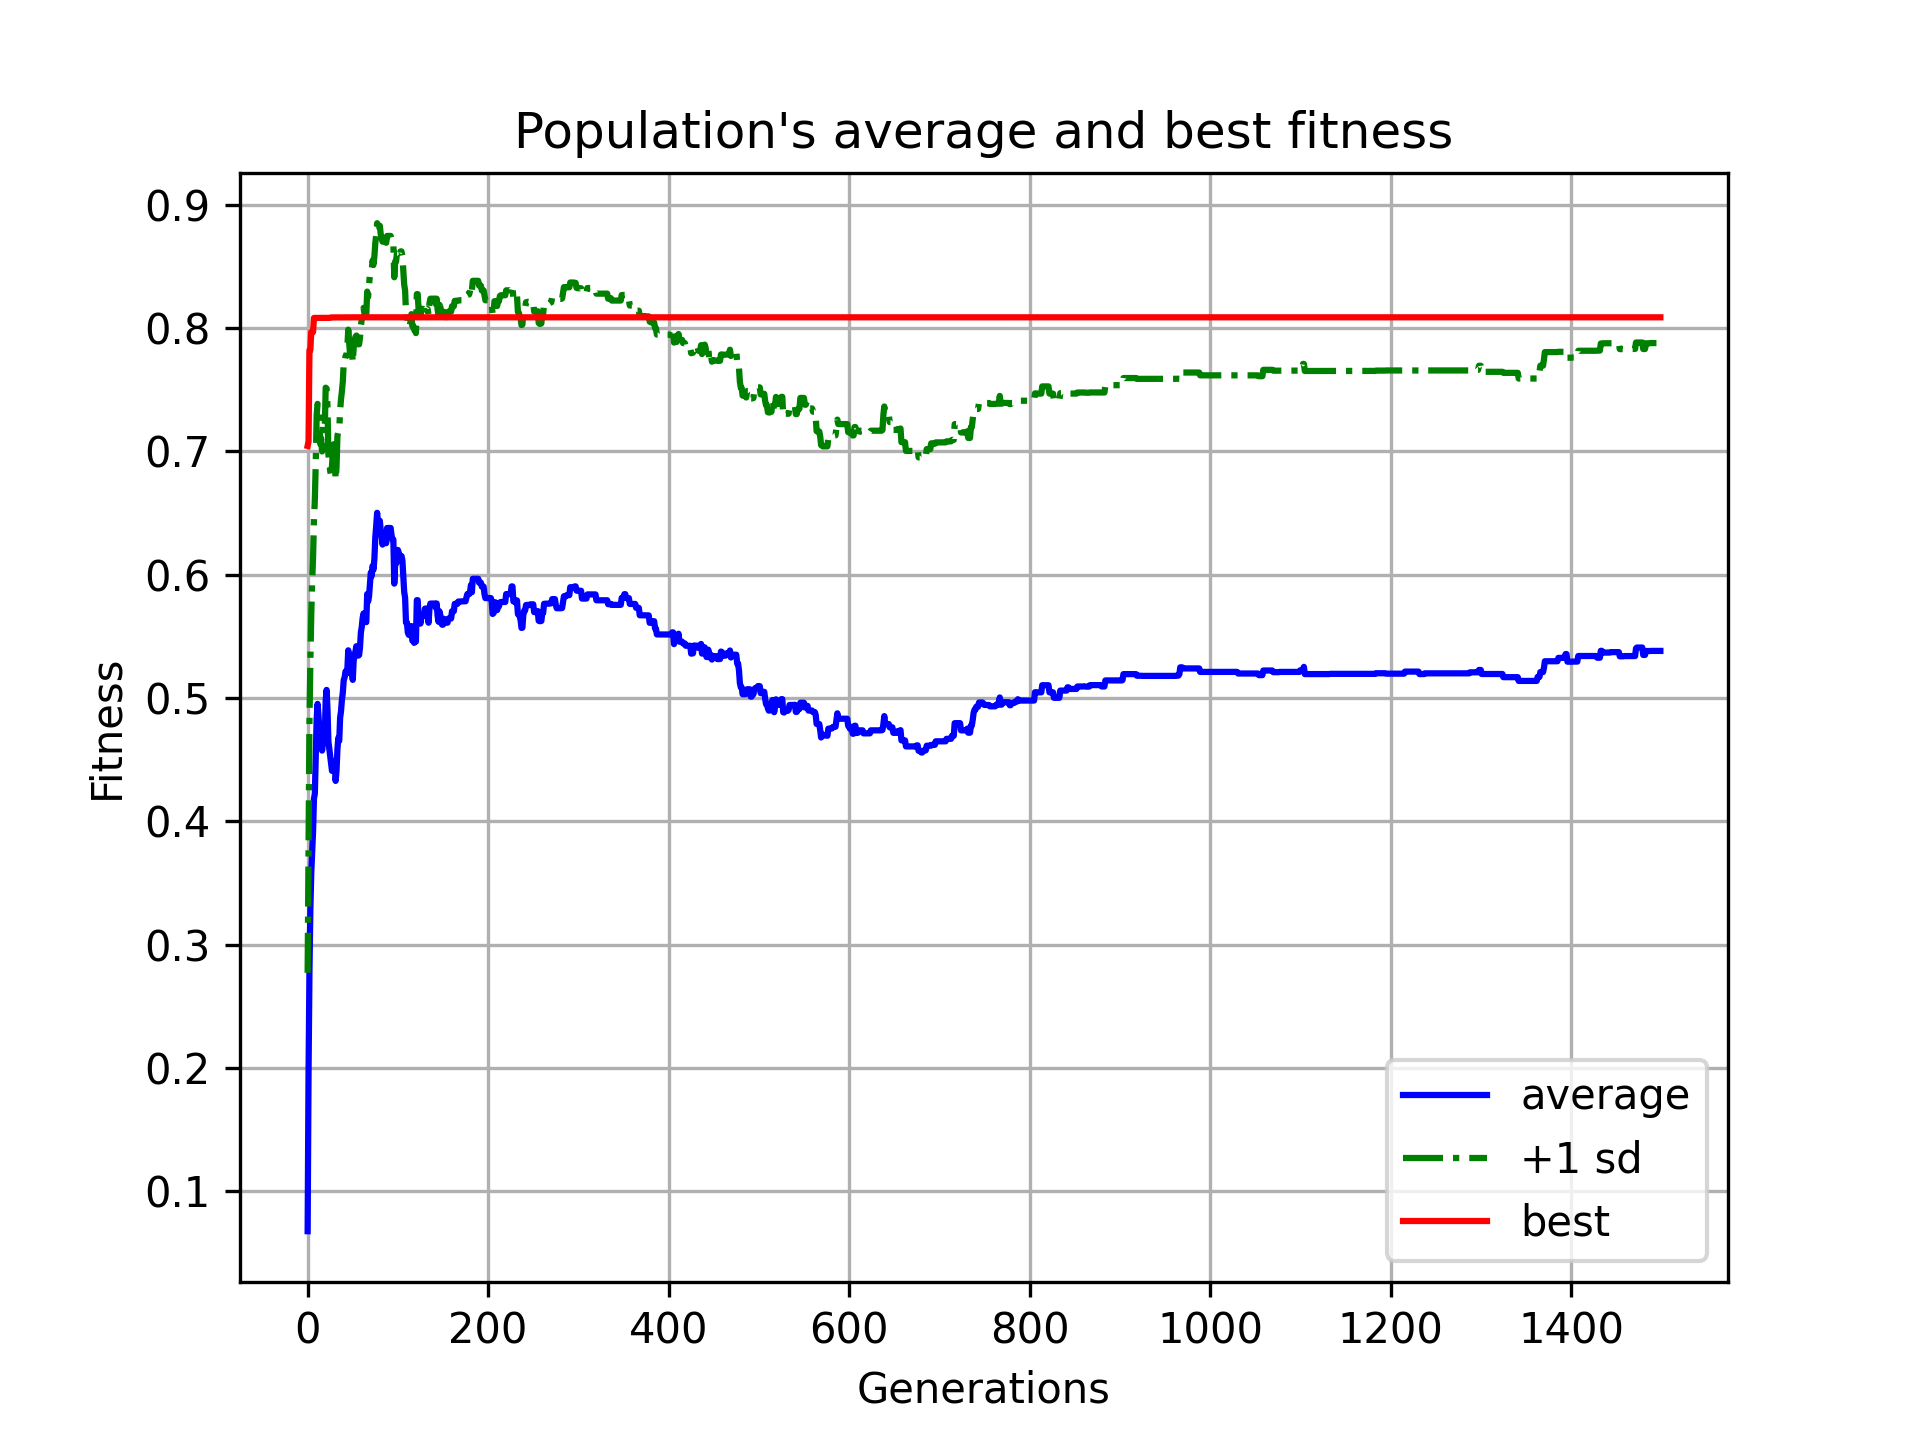 Population's average and best fitness
Fitness
0.9
0.8
0.7
0.6
0.5
0.4
0.3
0.2
0.1
average
+1 sd
best
0 200 400 600 800 1000 1200 1400
Generations